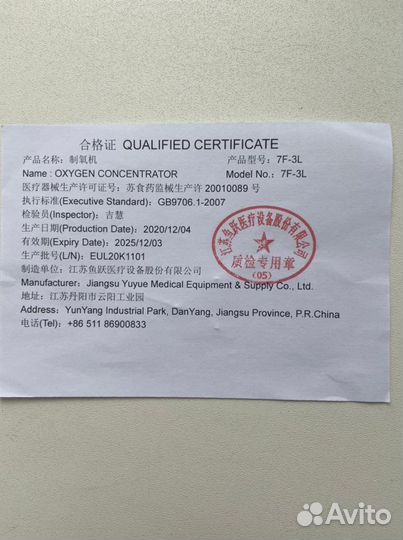 合格证 QUALIFIED CERTIFICATE
产品名称: 制氧机 产品型号: 7F-3L
Name : OXYGEN CONCENTRATOR Model No.: 7F-3L
医疗器械生产许可证号: 苏食药监械生产许 20010089 号
执行标准(Executive Standard): GB9706.1-2007
检验员(Inspector): 吉慧
生产日期(Production Date): 2020/12/04
有效期(Expiry Date): 2025/12/03
生产批号(L/N): EUL20K1101
制造单位: 江苏鱼跃医疗设备股份有限公司
Manufacturer: Jiangsu Yuyue Medical Equipment & Supply Co., Ltd.
地址: 江苏丹阳市云阳工业园
Address: YunYang Industrial Park, DanYang, Jiangsu Province, P.R.China
电话(Tel): +86 511 86900833
江苏鱼跃医疗设备股份有限公司
质检专用章
(05)
Avito